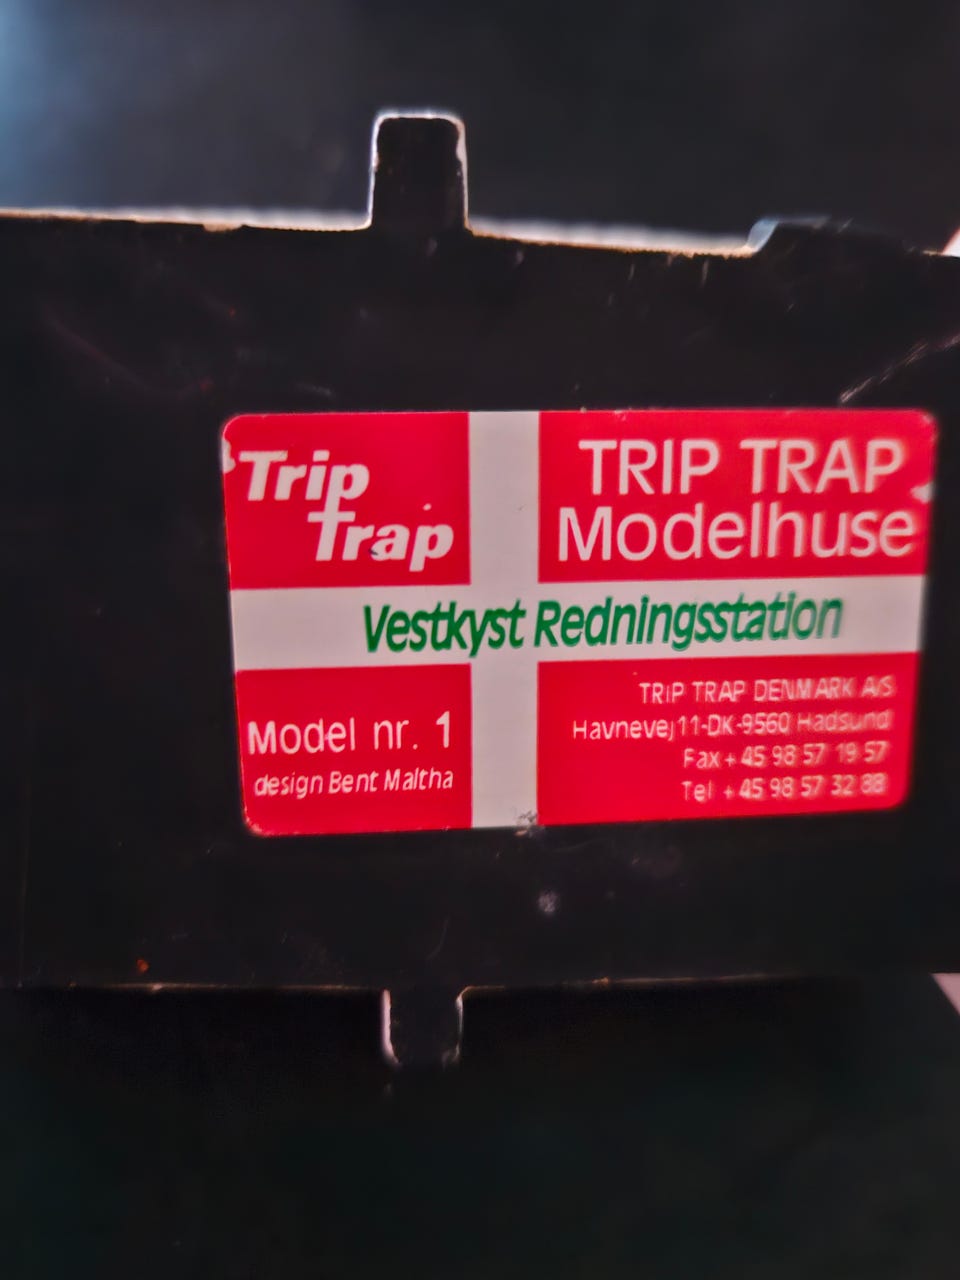 Trip
Trap
TRIP TRAP
Modelhuse
Vestkyst Redningsstation
Model nr. 1
design Bent Maltha
TRIP TRAP DENMARK A/S
Havnevej 11-DK-9560 Hadsund
Fax + 45 98 57 19 57
Tel + 45 98 57 32 88